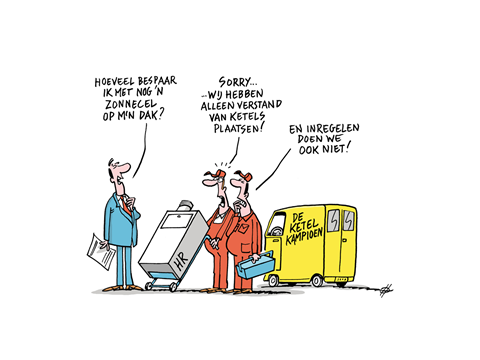 HOEVEEL BESPAAR
IK MET NOG 'N
ZONNECEL
OP M'N DAK?
SORRY...
...WIJ HEBBEN
ALLEEN VERSTAND
VAN KETELS
PLAATSEN!
EN INREGELEN
DOEN WE
OOK NIET!
DE
KETEL
KAMPIOEN
HR